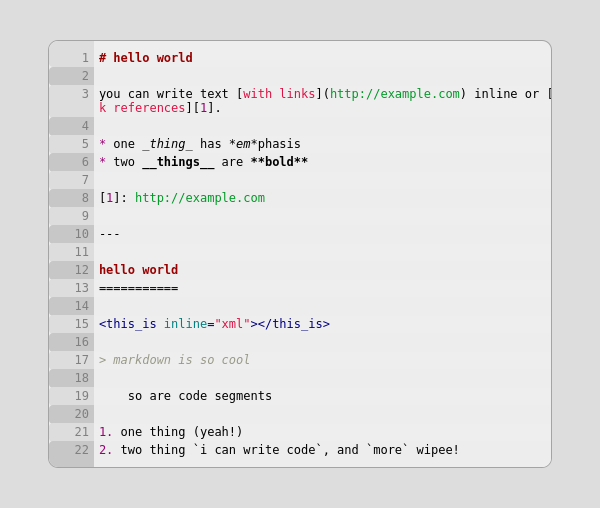 1 # hello world
2
3 you can write text [with links](http://example.com) inline or [
k references][1].
4
5 * one _thing_ has *em*phasis
6 * two __things__ are **bold**
7
8 [1]: http://example.com
9
10 ---
11
12 hello world
13 ===========
14
15 <this_is inline="xml"></this_is>
16
17 > markdown is so cool
18
19     so are code segments
20
21 1. one thing (yeah!)
22 2. two thing `i can write code`, and `more` wipee!